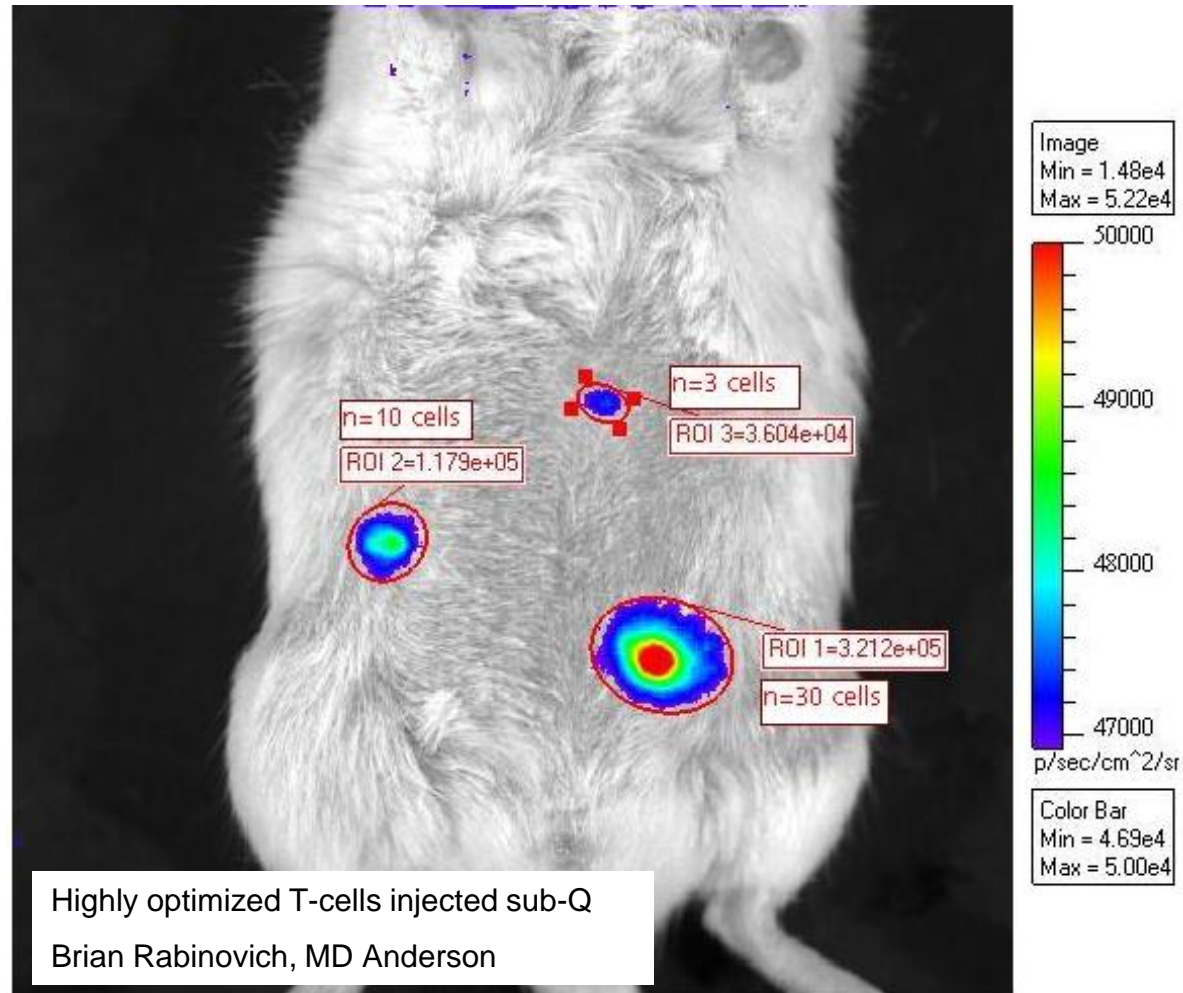 Image
Min = 1.48e4
Max = 5.22e4
50000
49000
48000
47000
p/sec/cm^2/sr
Color Bar
Min = 4.69e4
Max = 5.00e4
n=3 cells
ROI 3=3.604e+04
n=10 cells
ROI 2=1.179e+05
ROI 1=3.212e+05
n=30 cells
Highly optimized T-cells injected sub-Q
Brian Rabinovich, MD Anderson